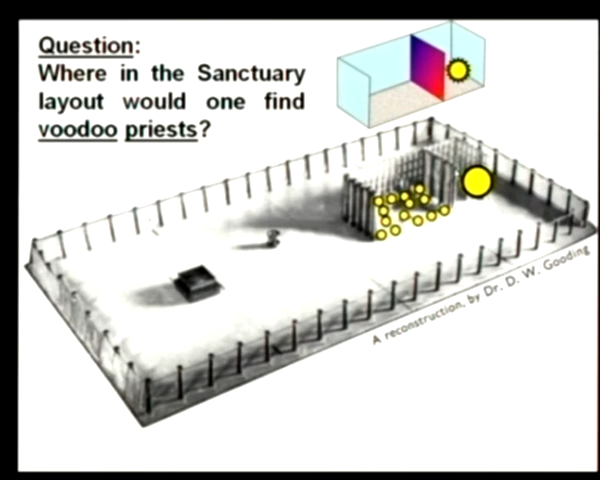 Question:
Where in the Sanctuary
layout would one find
voodoo priests?
A reconstruction, by Dr. D. W. Gooding